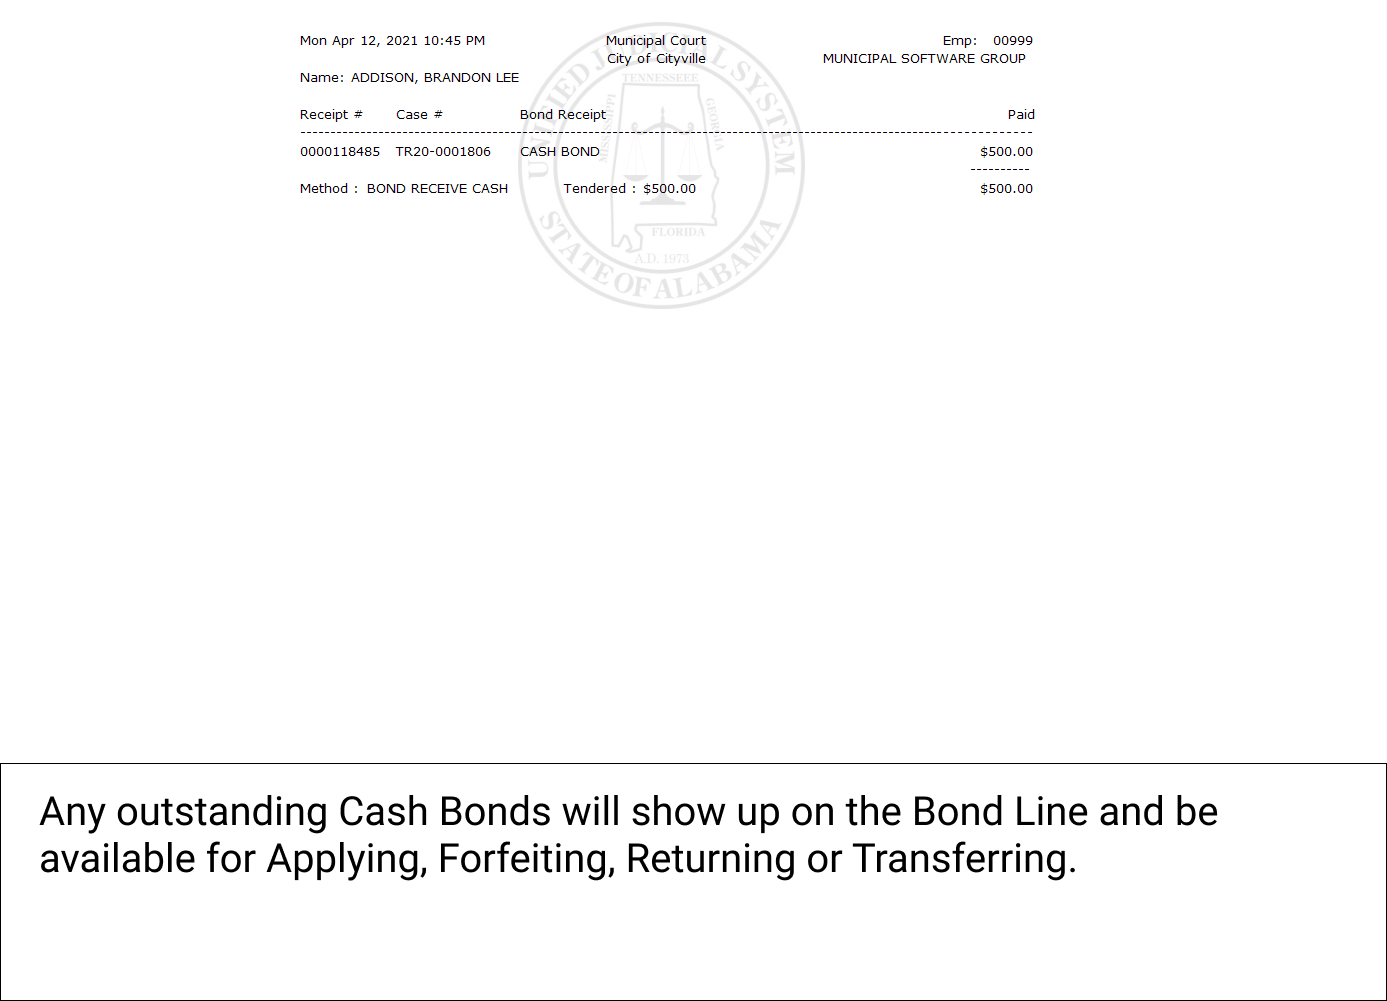 Mon Apr 12, 2021 10:45 PM Municipal Court Emp: 00999
City of Cityville MUNICIPAL SOFTWARE GROUP
Name: ADDISON, BRANDON LEE
Receipt # Case # Bond Receipt Paid
0000118485 TR20-0001806 CASH BOND $500.00
Method : BOND RECEIVE CASH Tendered : $500.00 $500.00
UNIFIED JUDICIAL SYSTEM
TENNESSEE
MISSISSIPPI
GEORGIA
FLORIDA
A.D. 1973
STATE OF ALABAMA
Any outstanding Cash Bonds will show up on the Bond Line and be
available for Applying, Forfeiting, Returning or Transferring.